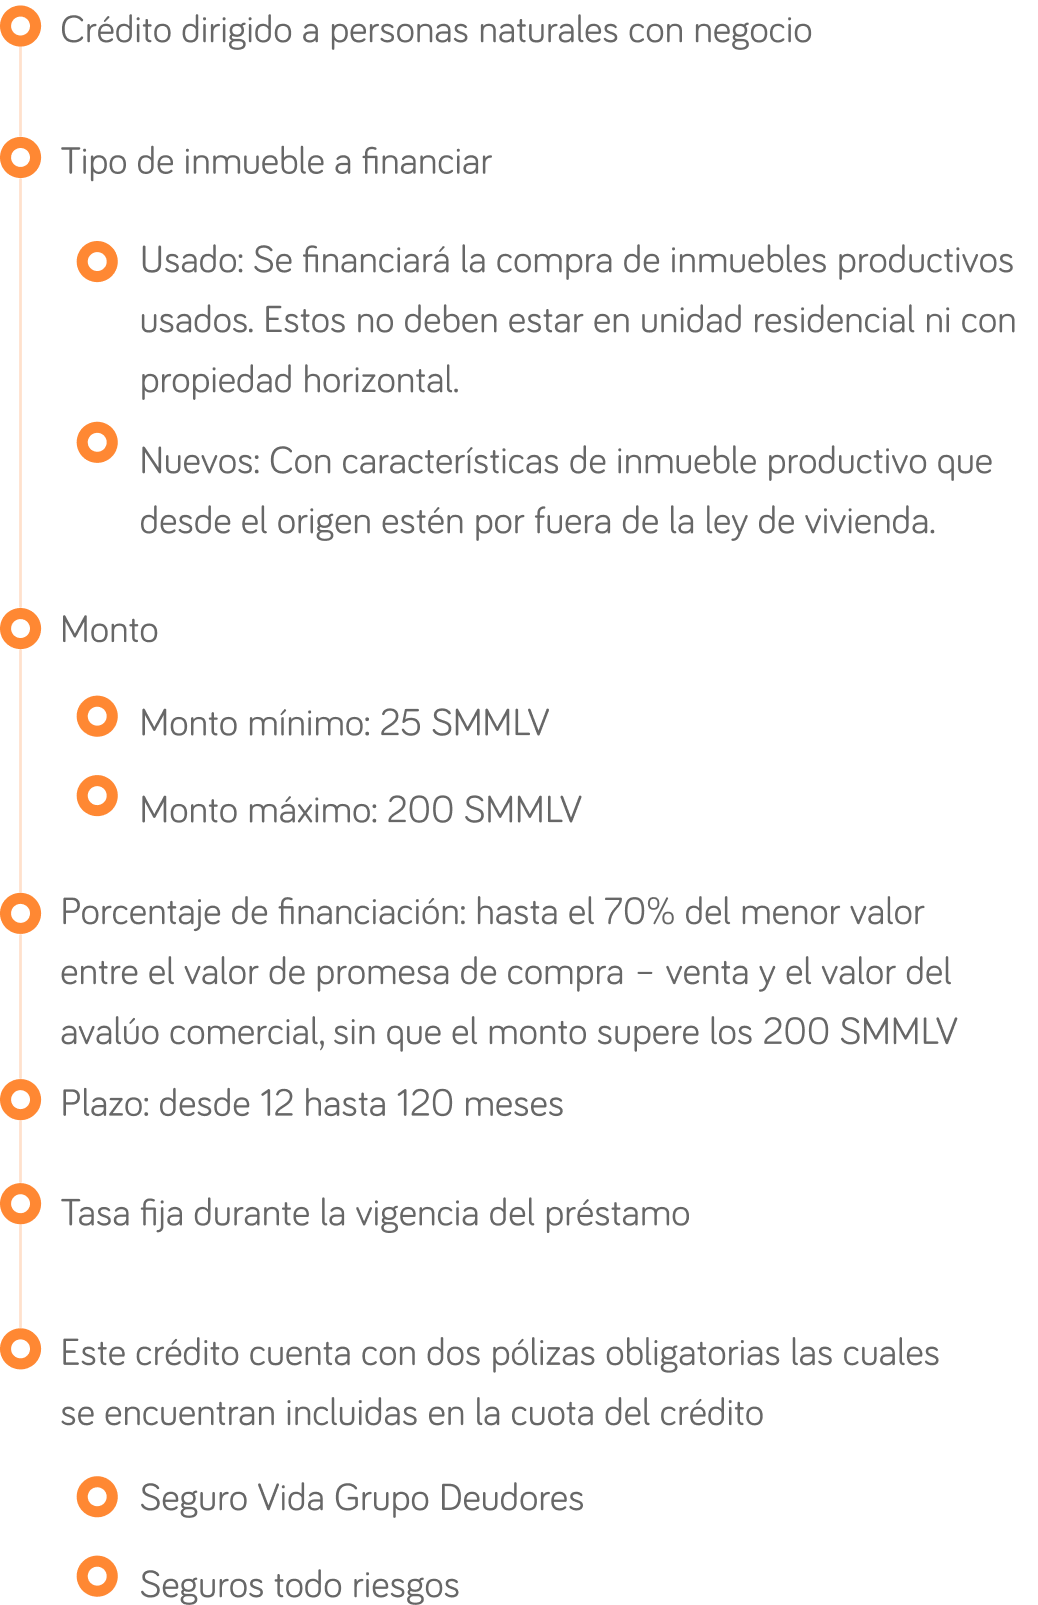 Crédito dirigido a personas naturales con negocio
Tipo de inmueble a financiar
Usado: Se financiará la compra de inmuebles productivos
usados. Estos no deben estar en unidad residencial ni con
propiedad horizontal.
Nuevos: Con características de inmueble productivo que
desde el origen estén por fuera de la ley de vivienda.
Monto
Monto mínimo: 25 SMMLV
Monto máximo: 200 SMMLV
Porcentaje de financiación: hasta el 70% del menor valor
entre el valor de promesa de compra – venta y el valor del
avalúo comercial, sin que el monto supere los 200 SMMLV
Plazo: desde 12 hasta 120 meses
Tasa fija durante la vigencia del préstamo
Este crédito cuenta con dos pólizas obligatorias las cuales
se encuentran incluidas en la cuota del crédito
Seguro Vida Grupo Deudores
Seguros todo riesgos